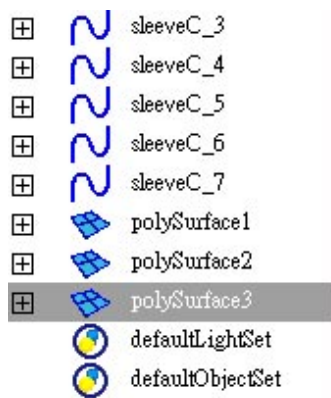 sleeveC_3
sleeveC_4
sleeveC_5
sleeveC_6
sleeveC_7
polySurface1
polySurface2
polySurface3
defaultLightSet
defaultObjectSet